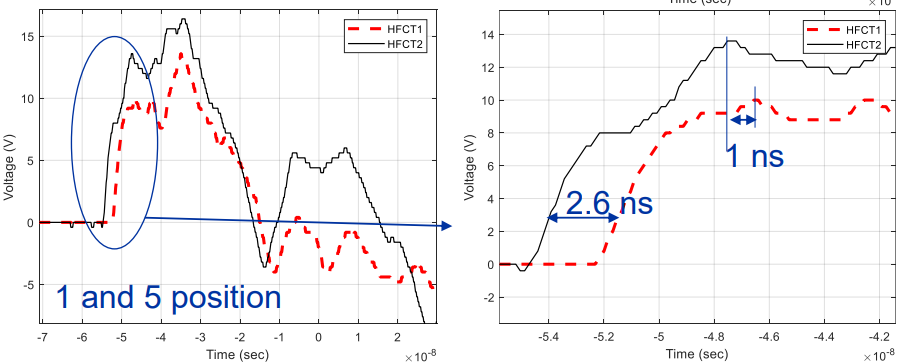 Time (sec)
×10
15
10
5
0
-5
Voltage (V)
HFCT1
HFCT2
1 and 5 position
-7 -6 -5 -4 -3 -2 -1 0 1 2
Time (sec)
×10⁻⁸
14
12
10
8
6
4
2
0
-2
Voltage (V)
HFCT1
HFCT2
1 ns
2.6 ns
-5.4 -5.2 -5 -4.8 -4.6 -4.4 -4.2
Time (sec)
×10⁻⁸